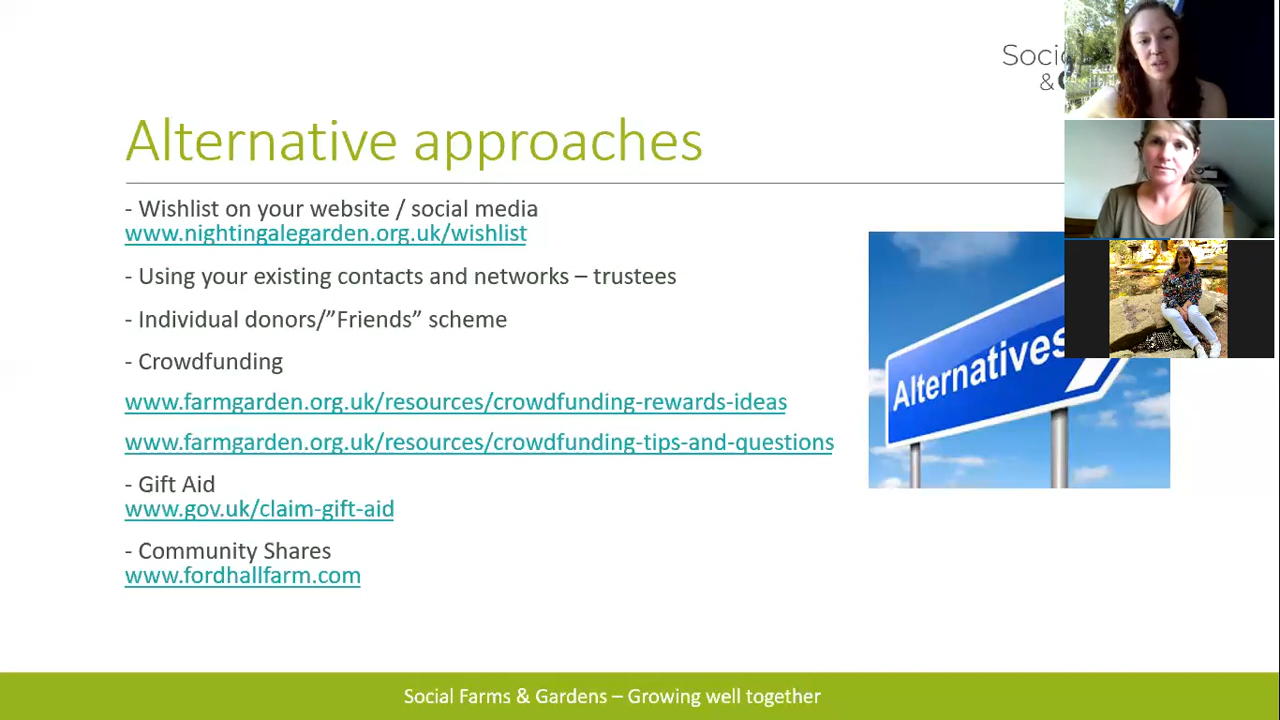 Soci
&
Alternative approaches
- Wishlist on your website / social media
www.nightingalegarden.org.uk/wishlist
- Using your existing contacts and networks – trustees
- Individual donors/”Friends” scheme
- Crowdfunding
www.farmgarden.org.uk/resources/crowdfunding-rewards-ideas
www.farmgarden.org.uk/resources/crowdfunding-tips-and-questions
- Gift Aid
www.gov.uk/claim-gift-aid
- Community Shares
www.fordhallfarm.com
Alternatives
Social Farms & Gardens – Growing well together